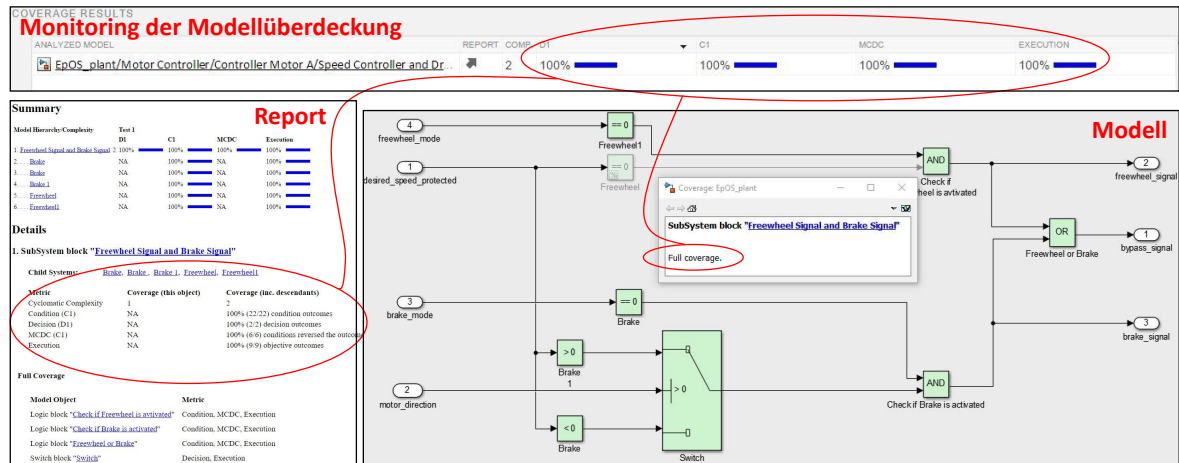 COVERAGE RESULTS
Monitoring der Modellüberdeckung
ANALYZED MODEL REPORT COMP D1 C1 MCDC EXECUTION
EpOS_plant/Motor Controller/Controller Motor A/Speed Controller and Dr... 2 100% 100% 100% 100%
Report
Summary
Model Hierarchy/Complexity Test 1
D1 C1 MCDC Execution
1. Freewheel Signal and Brake Signal 2 100% 100% 100% 100%
2. . . . Brake NA 100% NA 100%
3. . . . Brake NA 100% NA 100%
4. . . . Brake 1 NA 100% NA 100%
5. . . . Freewheel NA 100% NA 100%
6. . . . Freewheel1 NA 100% NA 100%
Details
1. SubSystem block "Freewheel Signal and Brake Signal"
Child Systems: Brake, Brake , Brake 1, Freewheel, Freewheel1
Metric Coverage (this object) Coverage (inc. descendants)
Cyclomatic Complexity 1 2
Condition (C1) NA 100% (22/22) condition outcomes
Decision (D1) NA 100% (2/2) decision outcomes
MCDC (C1) NA 100% (6/6) conditions reversed the outcome
Execution NA 100% (9/9) objective outcomes
Full Coverage
Model Object Metric
Logic block "Check if Freewheel is avtivated" Condition, MCDC, Execution
Logic block "Check if Brake is activated" Condition, MCDC, Execution
Logic block "Freewheel or Brake" Condition, MCDC, Execution
Switch block "Switch" Decision, Execution
Modell
4
freewheel_mode
== 0
Freewheel1
1
desired_speed_protected
== 0
Freewheel
AND
Check if
heel is avtivated
2
freewheel_signal
Coverage: EpOS_plant
SubSystem block "Freewheel Signal and Brake Signal"
Full coverage.
OR
Freewheel or Brake
1
bypass_signal
3
brake_mode
== 0
Brake
3
brake_signal
> 0
Brake
1
2
motor_direction
> 0
AND
Check if Brake is activated
< 0
Brake
Switch